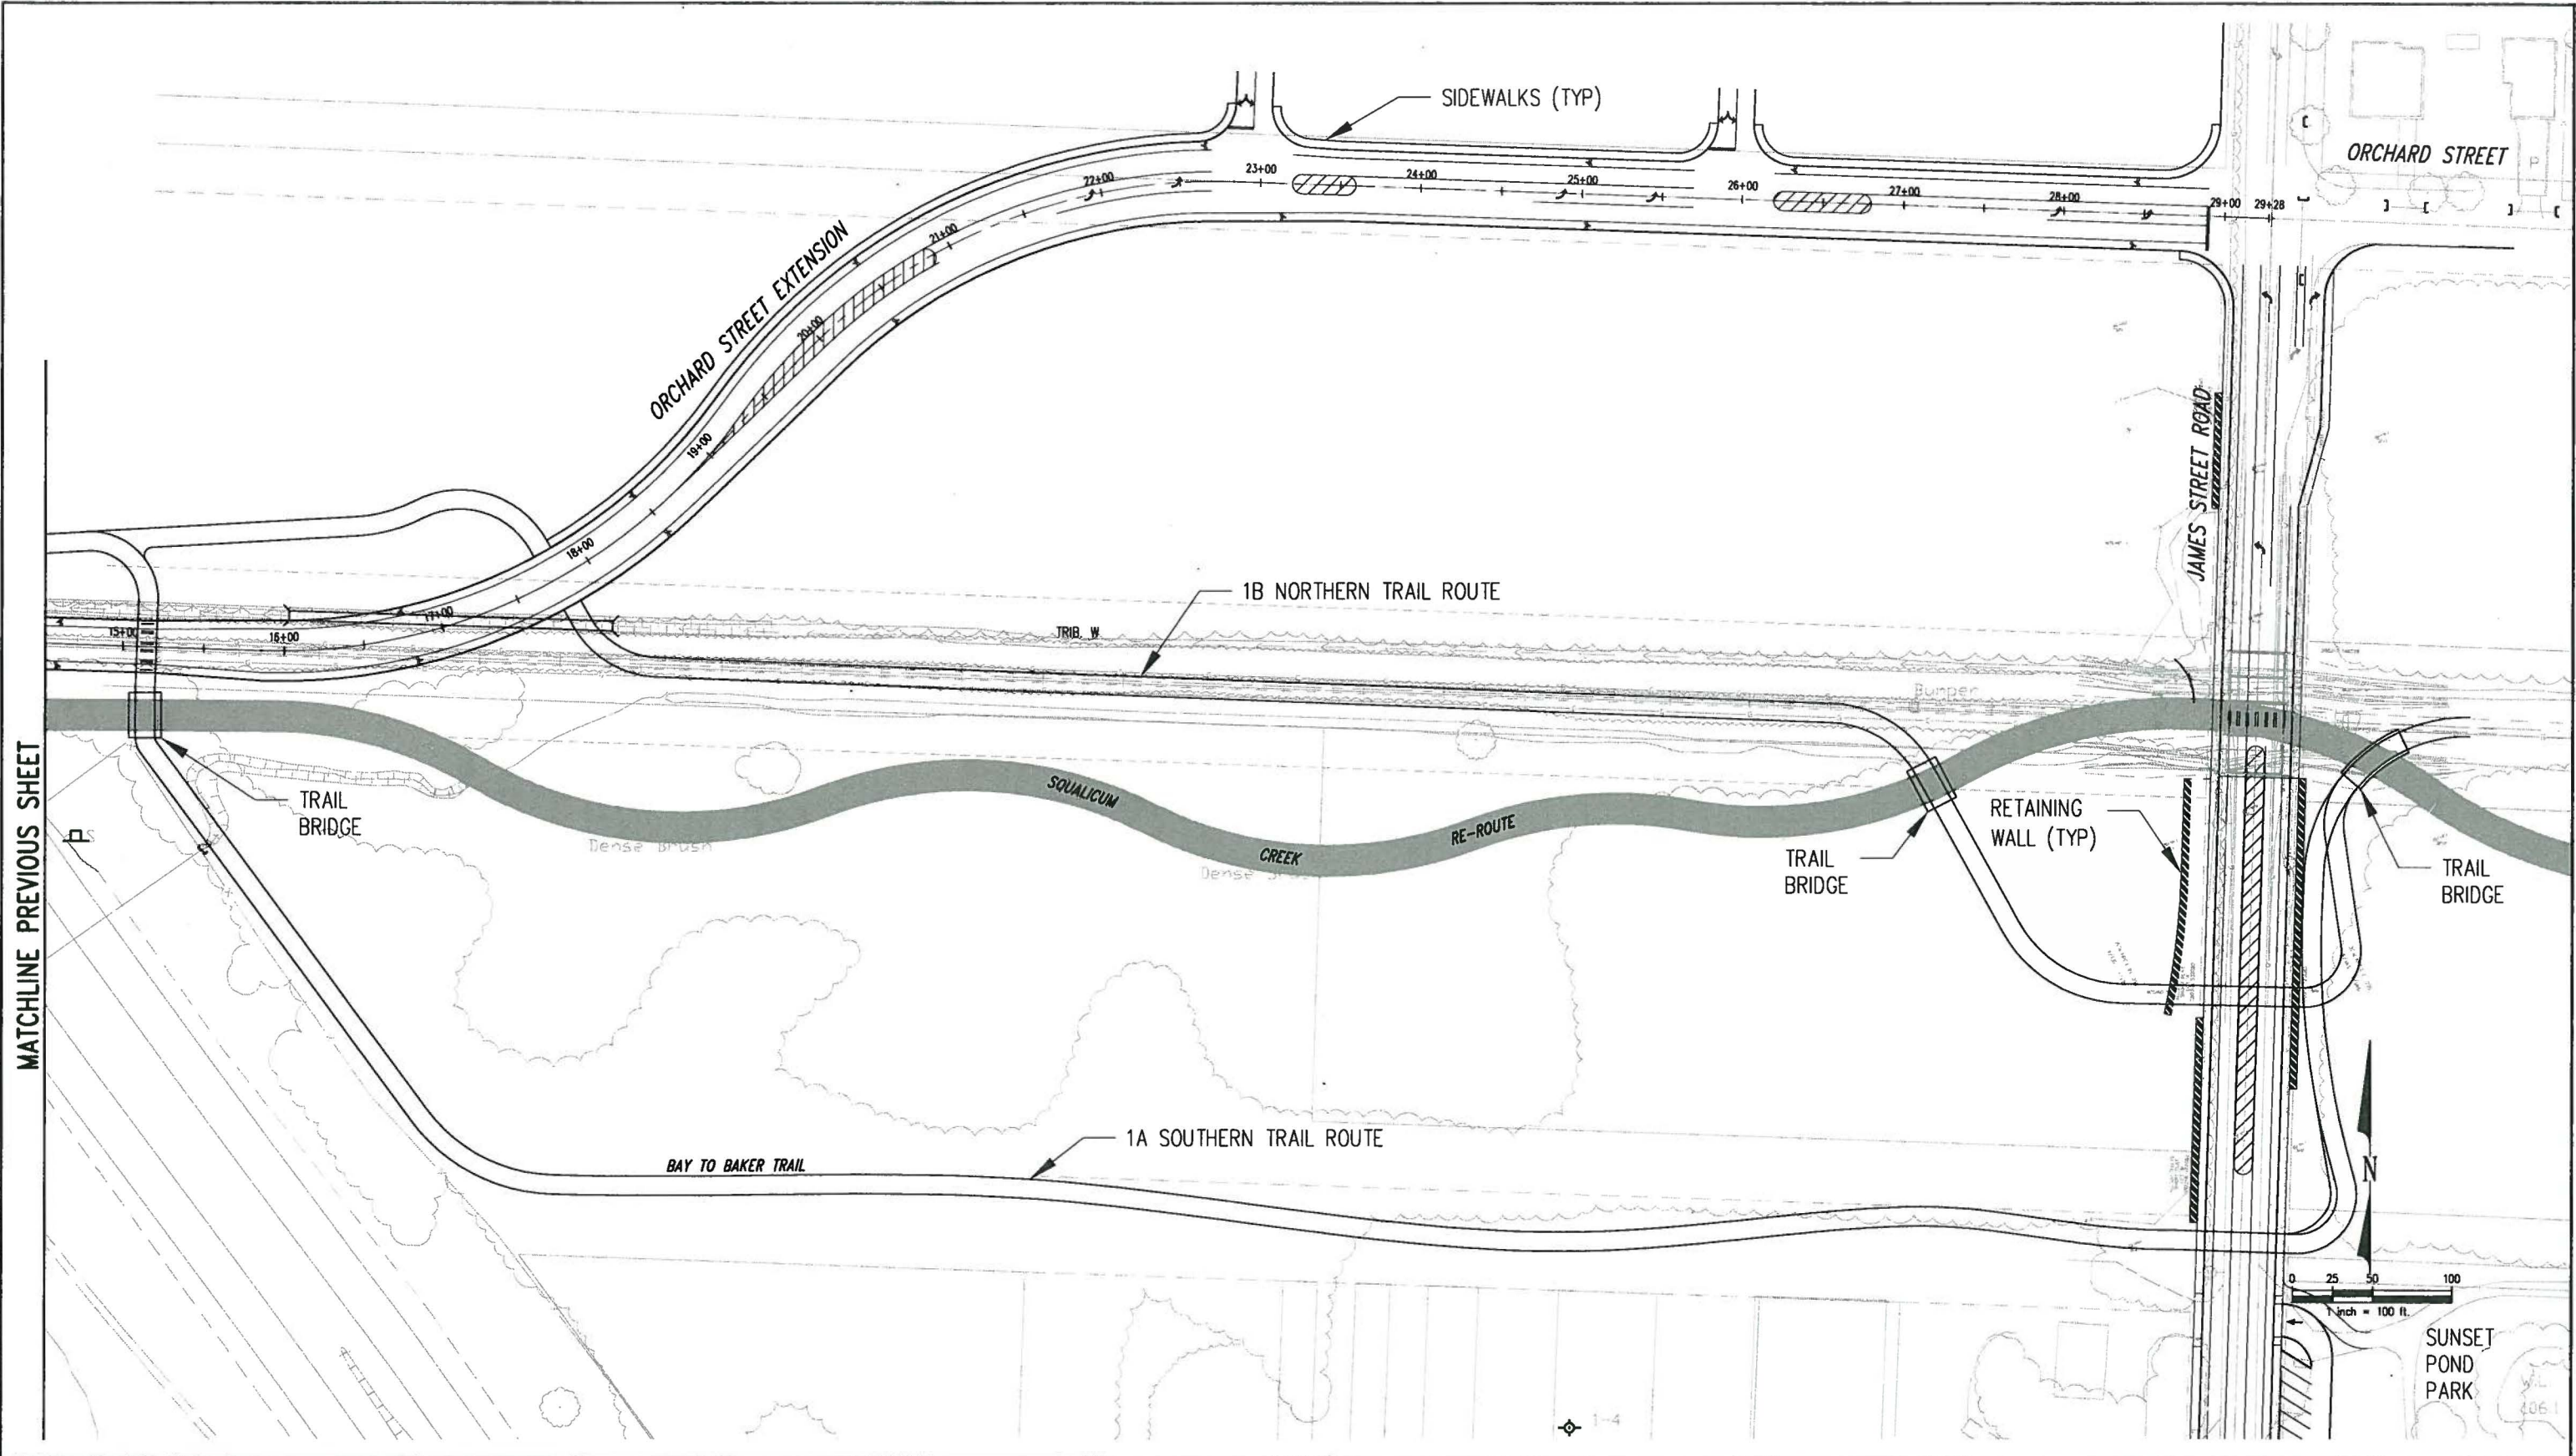 SIDEWALKS (TYP)
ORCHARD STREET
P
22+00
23+00
24+00
25+00
26+00
27+00
28+00
29+00
29+28
21+00
ORCHARD STREET EXTENSION
20+00
19+00
18+00
JAMES STREET ROAD
1B NORTHERN TRAIL ROUTE
15+00
16+00
17+00
TRIB. W
Bumper
MATCHLINE PREVIOUS SHEET
TRAIL
BRIDGE
SQUALICUM
CREEK
RE-ROUTE
Dense Brush
Dense
TRAIL
BRIDGE
RETAINING
WALL (TYP)
TRAIL
BRIDGE
1A SOUTHERN TRAIL ROUTE
BAY TO BAKER TRAIL
N
0 25 50 100
1 inch = 100 ft.
SUNSET
POND
PARK
1-4